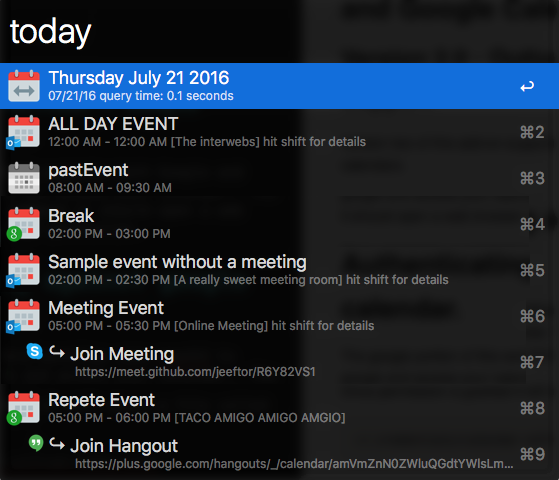 today
Thursday July 21 2016
07/21/16 query time: 0.1 seconds
↩
ALL DAY EVENT
12:00 AM - 12:00 AM [The interwebs] hit shift for details
⌘2
pastEvent
08:00 AM - 09:30 AM
⌘3
Break
02:00 PM - 03:00 PM
⌘4
Sample event without a meeting
02:00 PM - 02:30 PM [A really sweet meeting room] hit shift for details
⌘5
Meeting Event
05:00 PM - 05:30 PM [Online Meeting] hit shift for details
⌘6
↪ Join Meeting
https://meet.github.com/jeeftor/R6Y82VS1
⌘7
Repete Event
05:00 PM - 06:00 PM [TACO AMIGO AMIGO AMGIO]
⌘8
↪ Join Hangout
https://plus.google.com/hangouts/_/calendar/amVmZnN0ZWluQGdtYWlsLm...
⌘9